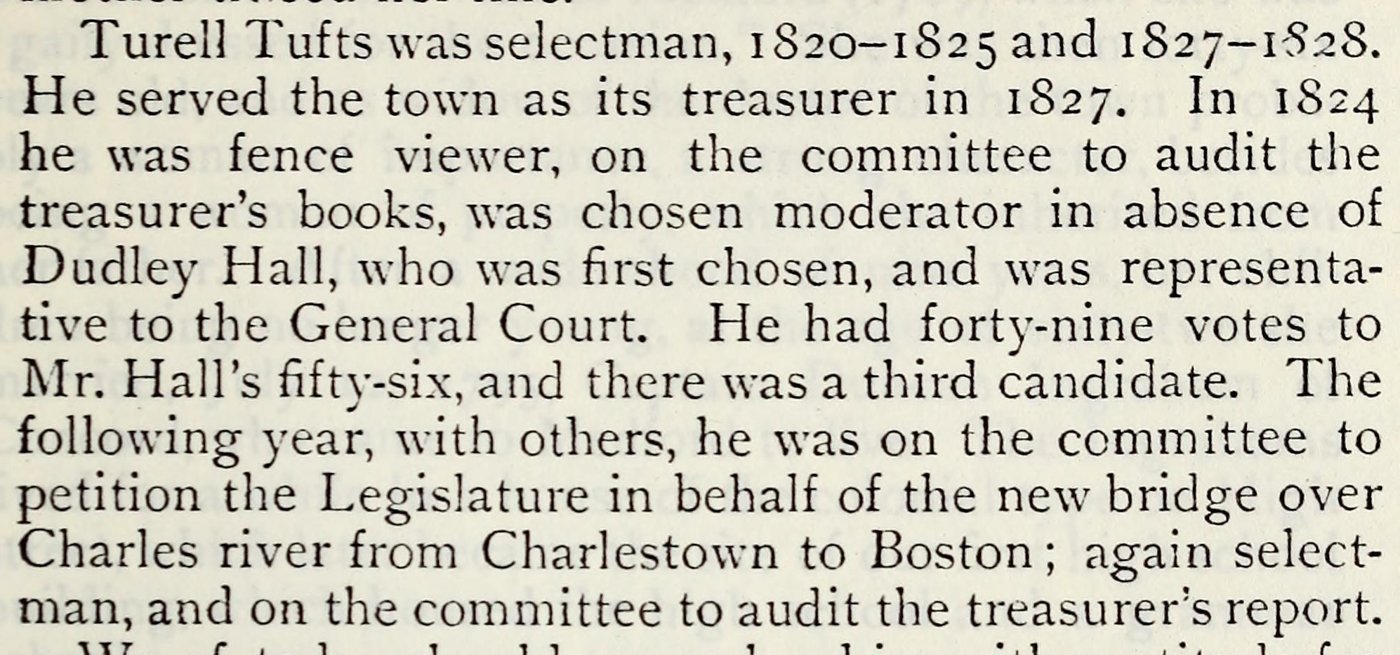 Turell Tufts was selectman, 1820–1825 and 1827–1828.
He served the town as its treasurer in 1827. In 1824
he was fence viewer, on the committee to audit the
treasurer's books, was chosen moderator in absence of
Dudley Hall, who was first chosen, and was representa-
tive to the General Court. He had forty-nine votes to
Mr. Hall's fifty-six, and there was a third candidate. The
following year, with others, he was on the committee to
petition the Legislature in behalf of the new bridge over
Charles river from Charlestown to Boston; again select-
man, and on the committee to audit the treasurer's report.